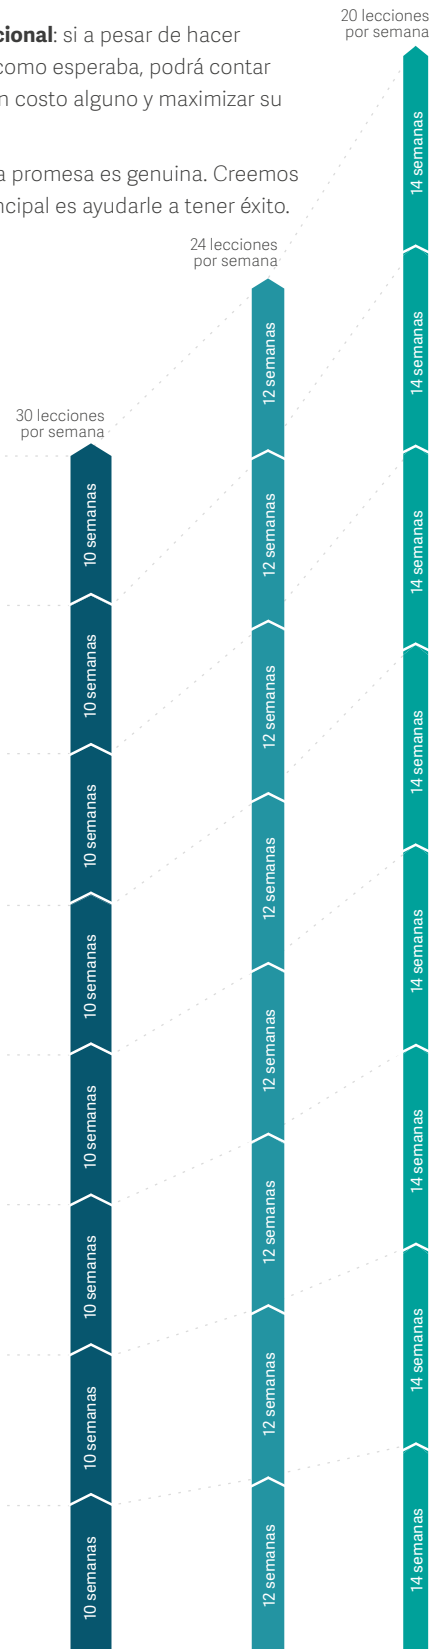 20 lecciones
por semana
cional: si a pesar de hacer
como esperaba, podrá contar
n costo alguno y maximizar su
a promesa es genuina. Creemos
ncipal es ayudarle a tener éxito.
24 lecciones
por semana
30 lecciones
por semana
10 semanas
10 semanas
10 semanas
10 semanas
10 semanas
10 semanas
10 semanas
10 semanas
12 semanas
12 semanas
12 semanas
12 semanas
12 semanas
12 semanas
12 semanas
12 semanas
14 semanas
14 semanas
14 semanas
14 semanas
14 semanas
14 semanas
14 semanas
14 semanas